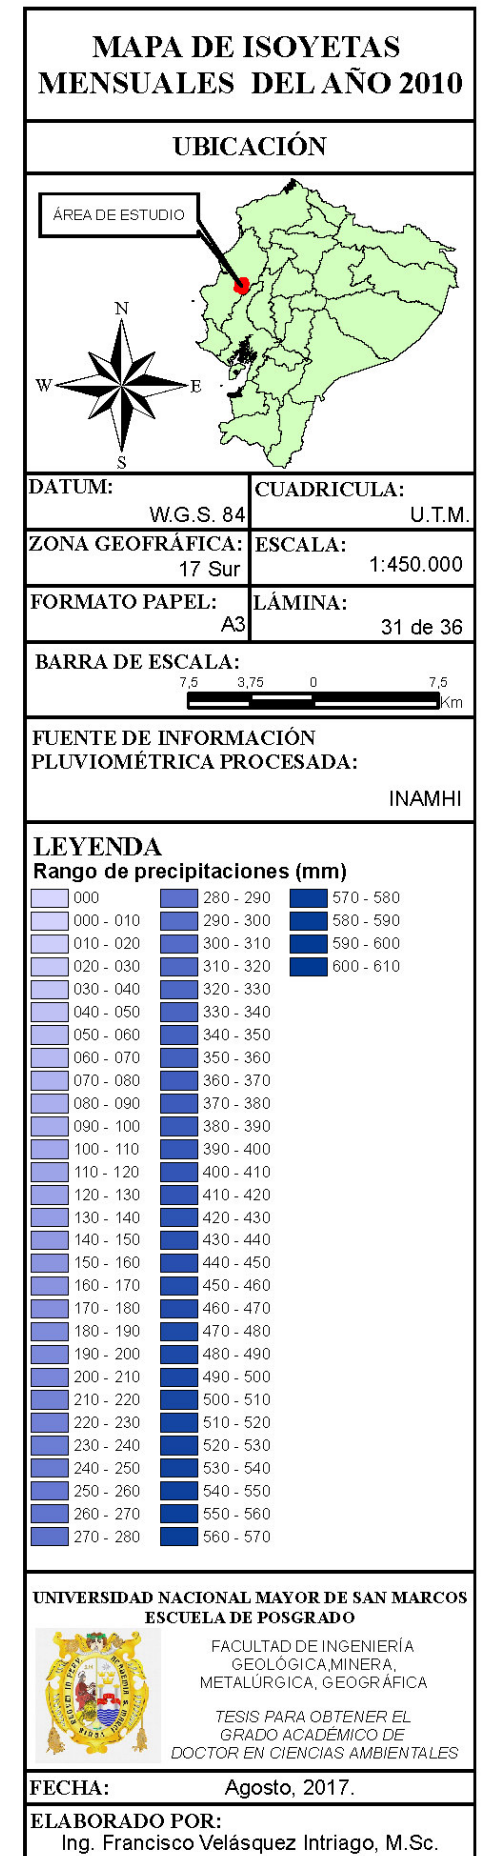 MAPA DE ISOYETAS
MENSUALES DEL AÑO 2010
UBICACIÓN
ÁREA DE ESTUDIO
N
W
E
S
DATUM:
W.G.S. 84
CUADRICULA:
U.T.M.
ZONA GEOFRÁFICA:
17 Sur
ESCALA:
1:450.000
FORMATO PAPEL:
A3
LÁMINA:
31 de 36
BARRA DE ESCALA:
7,5 3,75 0 7,5
Km
FUENTE DE INFORMACIÓN
PLUVIOMÉTRICA PROCESADA:
INAMHI
LEYENDA
Rango de precipitaciones (mm)
000
000 - 010
010 - 020
020 - 030
030 - 040
040 - 050
050 - 060
060 - 070
070 - 080
080 - 090
090 - 100
100 - 110
110 - 120
120 - 130
130 - 140
140 - 150
150 - 160
160 - 170
170 - 180
180 - 190
190 - 200
200 - 210
210 - 220
220 - 230
230 - 240
240 - 250
250 - 260
260 - 270
270 - 280
280 - 290
290 - 300
300 - 310
310 - 320
320 - 330
330 - 340
340 - 350
350 - 360
360 - 370
370 - 380
380 - 390
390 - 400
400 - 410
410 - 420
420 - 430
430 - 440
440 - 450
450 - 460
460 - 470
470 - 480
480 - 490
490 - 500
500 - 510
510 - 520
520 - 530
530 - 540
540 - 550
550 - 560
560 - 570
570 - 580
580 - 590
590 - 600
600 - 610
UNIVERSIDAD NACIONAL MAYOR DE SAN MARCOS
ESCUELA DE POSGRADO
FACULTAD DE INGENIERÍA
GEOLÓGICA,MINERA,
METALÚRGICA, GEOGRÁFICA
TESIS PARA OBTENER EL
GRADO ACADÉMICO DE
DOCTOR EN CIENCIAS AMBIENTALES
FECHA:
Agosto, 2017.
ELABORADO POR:
Ing. Francisco Velásquez Intriago, M.Sc.